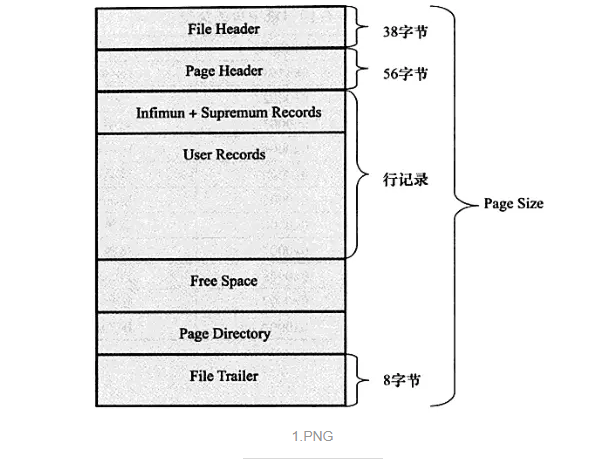 File Header
38字节
Page Header
56字节
Infimun + Supremum Records
User Records
行记录
Page Size
Free Space
Page Directory
File Trailer
8字节
1.PNG